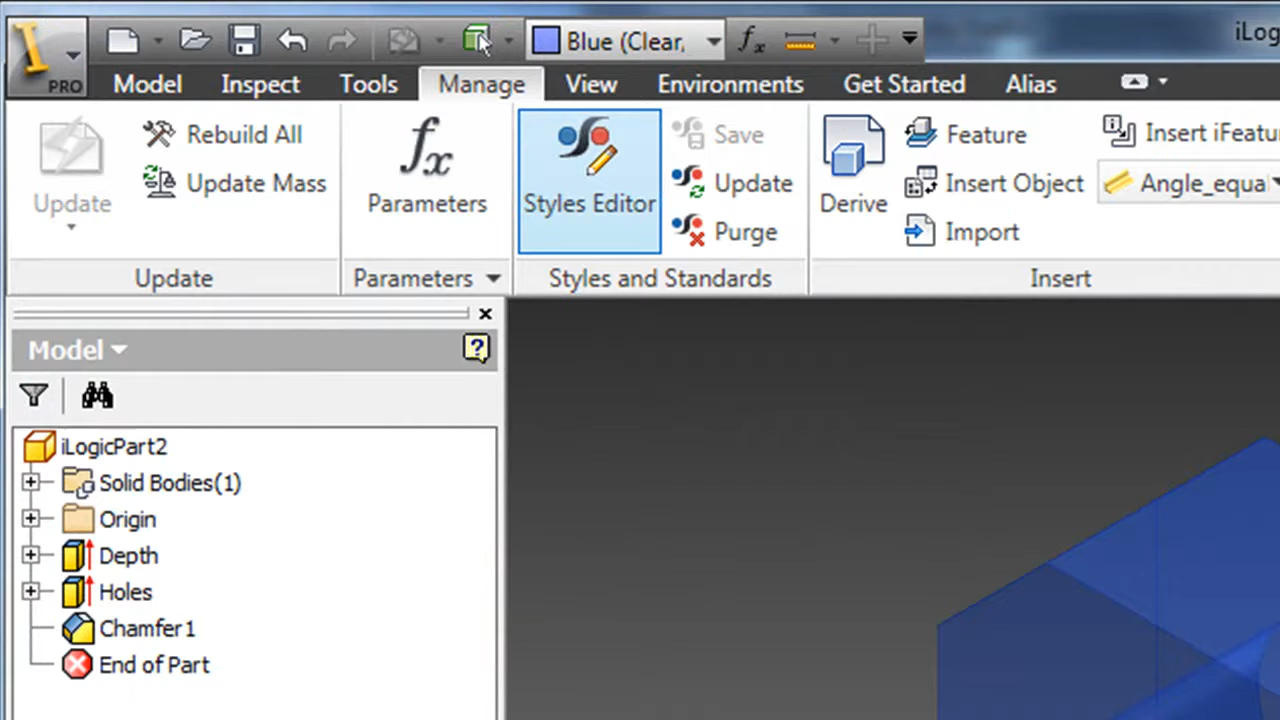 Blue (Clear,
iLog
PRO
Model Inspect Tools Manage View Environments Get Started Alias
Update
Rebuild All
Update Mass
Update
fx
Parameters
Parameters
Styles Editor
Save
Update
Purge
Styles and Standards
Derive
Feature
Insert Object
Import
Insert iFeatu
Angle_equa
Insert
Model
iLogicPart2
Solid Bodies(1)
Origin
Depth
Holes
Chamfer1
End of Part